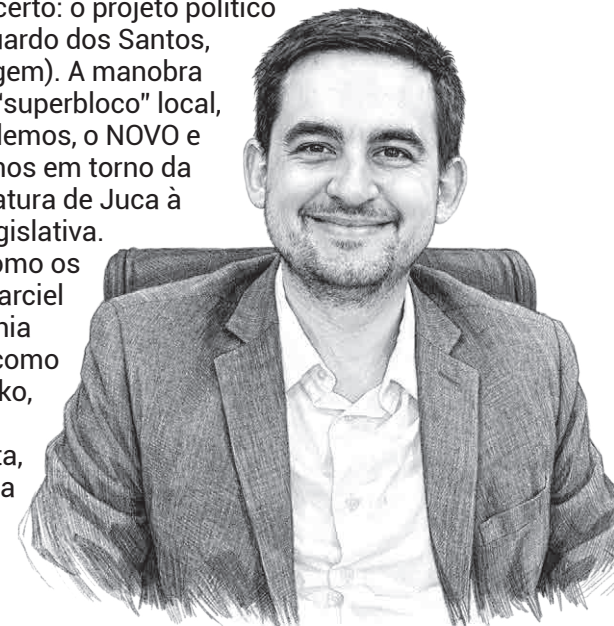 certo: o projeto político
uardo dos Santos,
gem). A manobra
“superbloco” local,
demos, o NOVO e
nos em torno da
atura de Juca à
gislativa.
omo os
arciel
nia
como
ko,
ta,
a